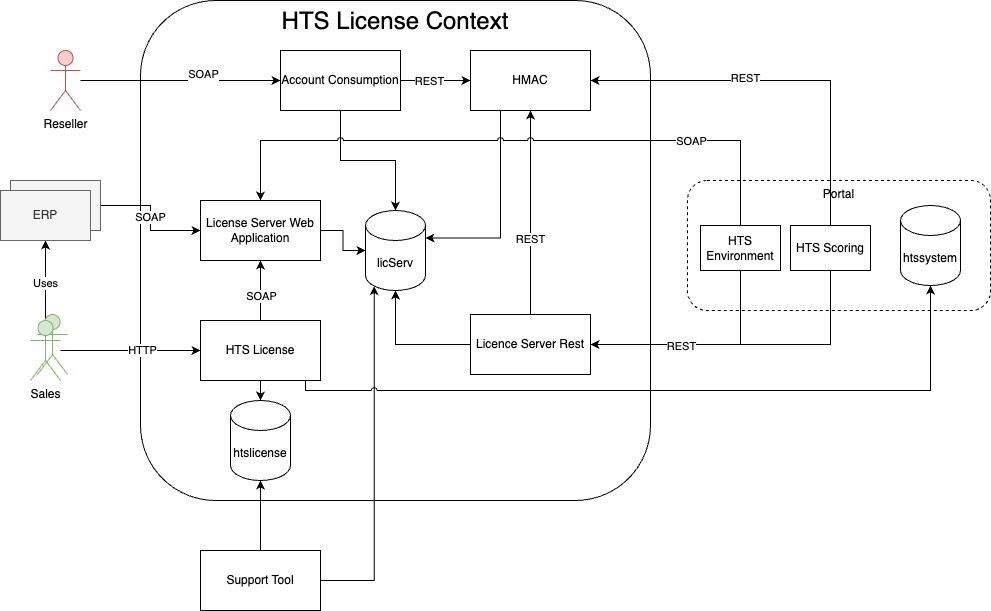 HTS License Context
SOAP
Account Consumption
REST
HMAC
REST
Reseller
SOAP
Portal
ERP
SOAP
License Server Web
Application
REST
HTS
Environment
HTS Scoring
htssystem
licServ
Uses
SOAP
HTTP
HTS License
Licence Server Rest
REST
Sales
htslicense
Support Tool